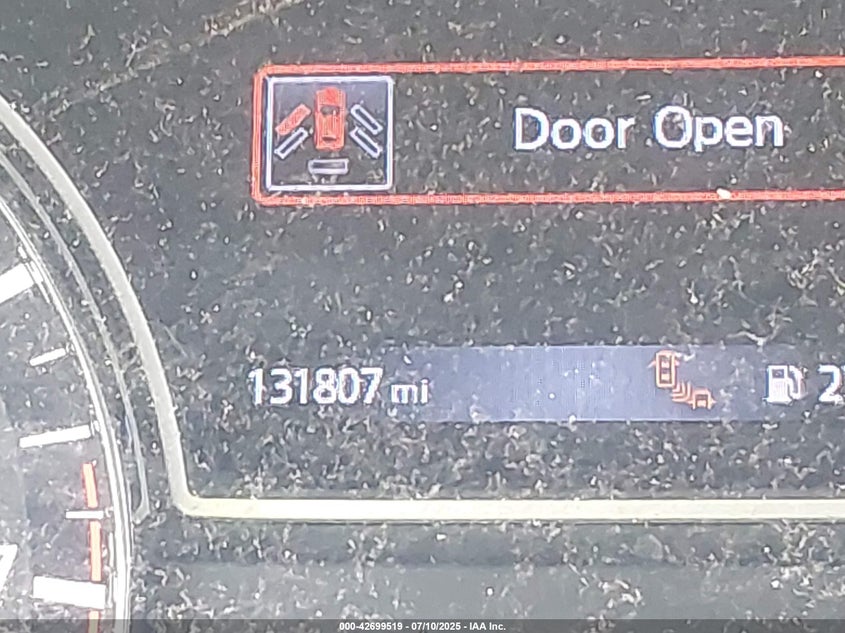 Door Open
131807 mi
000-42699519 - 07/10/2025 - IAA Inc.